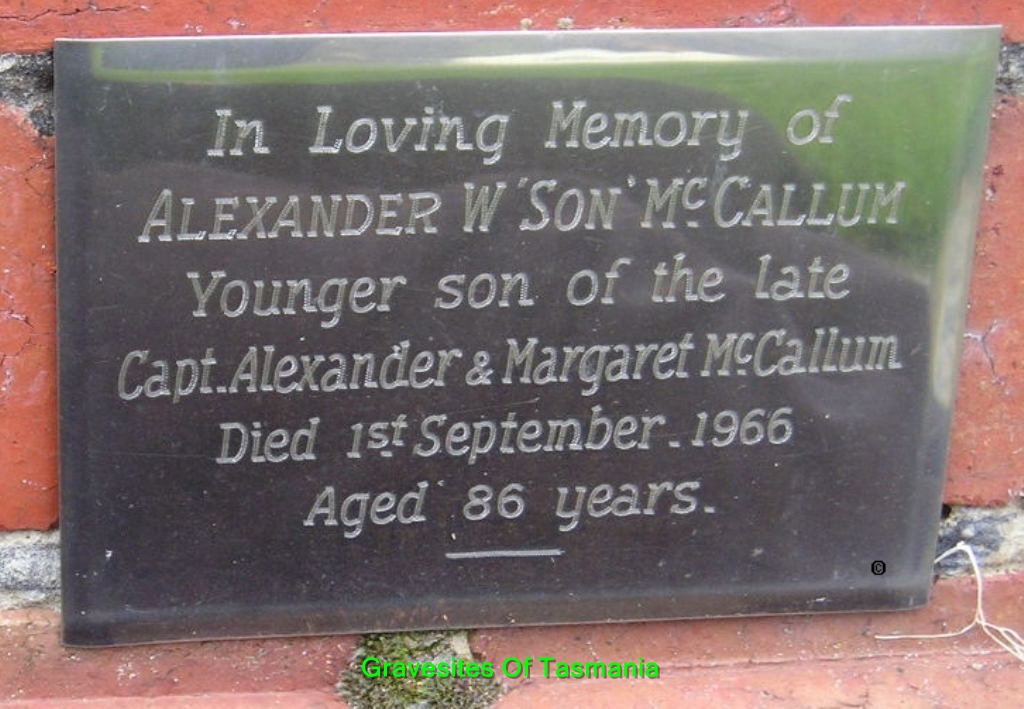 In Loving Memory of
ALEXANDER W 'SON' McCALLUM
Younger son of the late
Capt. Alexander & Margaret McCallum
Died 1st September. 1966
Aged 86 years.
©
Gravesites Of Tasmania